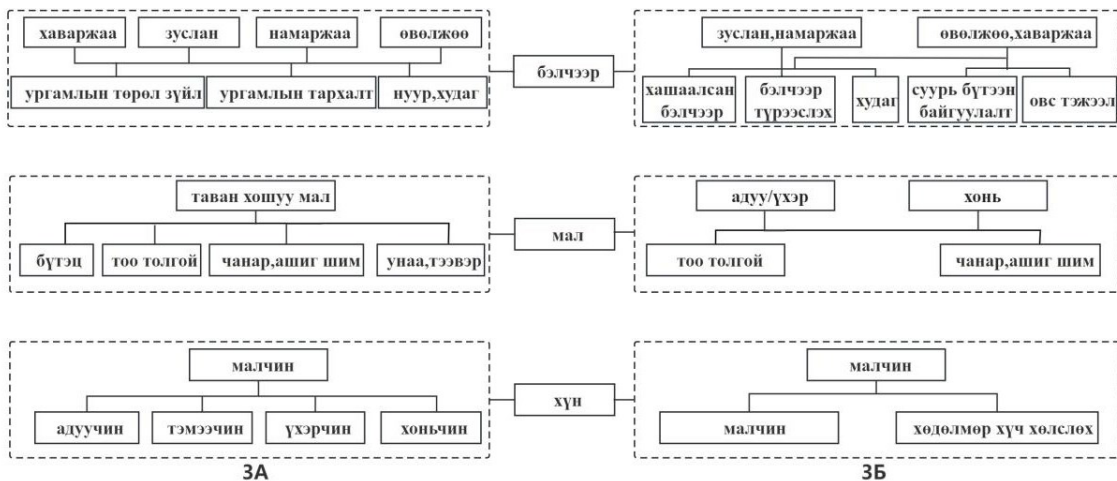 хаваржаа
зуслан
намаржаа
өвөлжөө
ургамлын төрөл зүйл
ургамлын тархалт
нуур,худаг
бэлчээр
зуслан,намаржаа
өвөлжөө,хаваржаа
хашаалсан
бэлчээр
бэлчээр
түрээслэх
худаг
суурь бүтээн
байгуулалт
овс тэжээл
таван хошуу мал
бүтэц
тоо толгой
чанар,ашиг шим
унаа,тээвэр
мал
адуу/үхэр
хонь
тоо толгой
чанар,ашиг шим
малчин
адуучин
тэмээчин
үхэрчин
хоньчин
хүн
малчин
малчин
хөдөлмөр хүч хөлслөх
3А
3Б